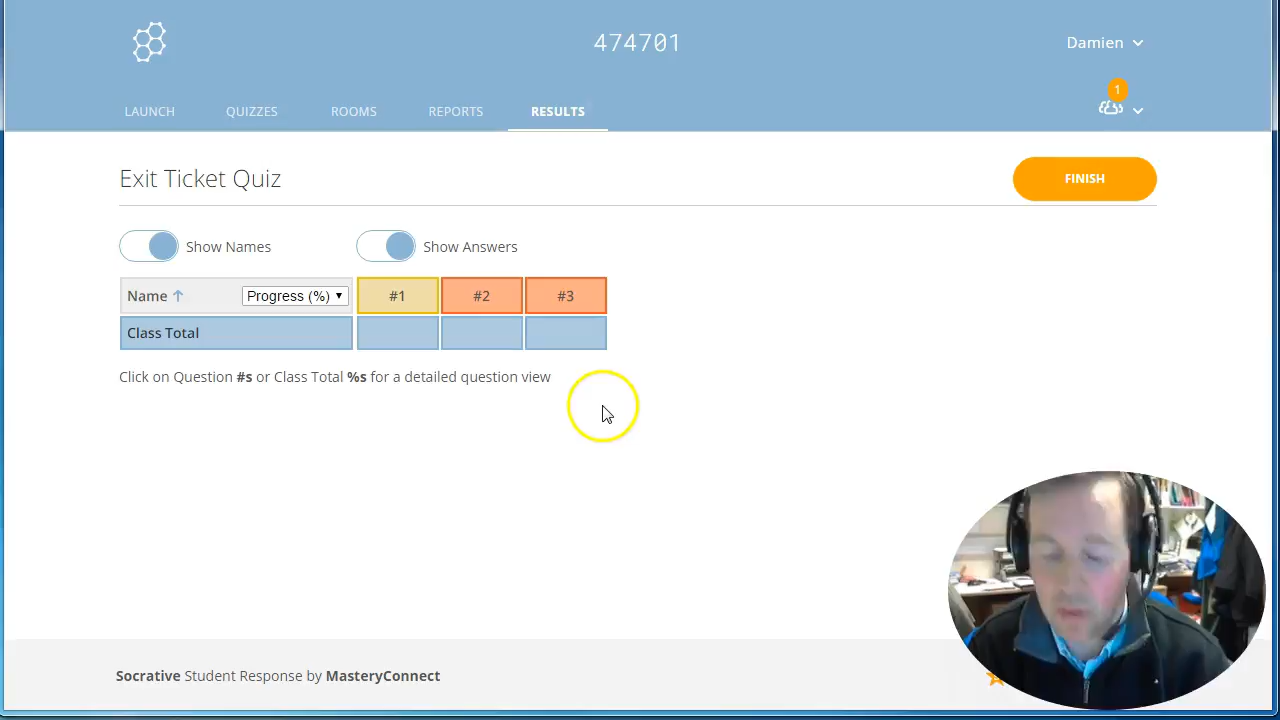 474701
Damien
1
LAUNCH QUIZZES ROOMS REPORTS RESULTS
Exit Ticket Quiz
FINISH
Show Names Show Answers
Name Progress (%) #1 #2 #3
Class Total
Click on Question #s or Class Total %s for a detailed question view
Socrative Student Response by MasteryConnect